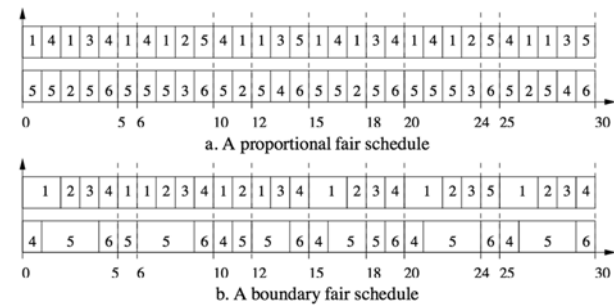 1 4 1 3 4 1 4 1 2 5 4 1 1 3 5 1 4 1 3 4 1 4 1 2 5 4 1 1 3 5
5 5 2 5 6 5 5 5 3 6 5 2 5 4 6 5 5 2 5 6 5 5 5 3 6 5 2 5 4 6
0 5 6 10 12 15 18 20 24 25 30
a. A proportional fair schedule
1 2 3 4 1 1 2 3 4 1 2 1 3 4 1 2 3 4 1 2 3 5 1 2 3 4
4 5 6 5 5 6 4 5 5 6 4 5 5 6 4 5 6 4 5 6
0 5 6 10 12 15 18 20 24 25 30
b. A boundary fair schedule